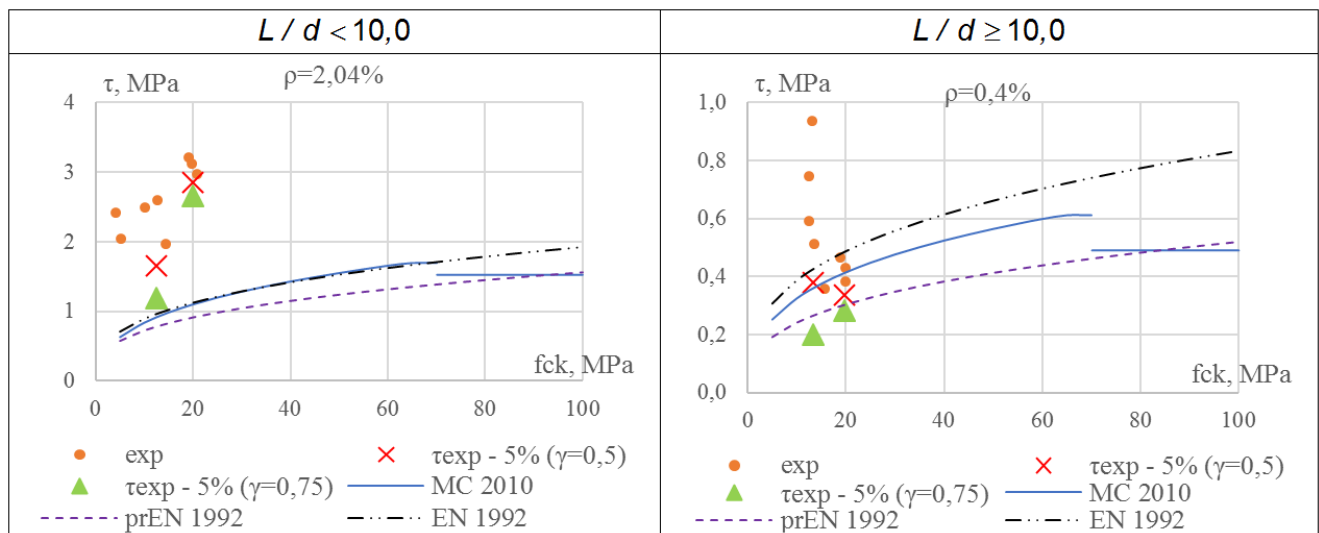 L / d < 10,0
L / d ≥ 10,0
τ, MPa
ρ=2,04%
4
3
2
1
0
fck, MPa
0 20 40 60 80 100
exp
τexp - 5% (γ=0,5)
τexp - 5% (γ=0,75)
MC 2010
prEN 1992
EN 1992
τ, MPa
ρ=0,4%
1,0
0,8
0,6
0,4
0,2
0,0
fck, MPa
0 20 40 60 80 100
exp
τexp - 5% (γ=0,5)
τexp - 5% (γ=0,75)
MC 2010
prEN 1992
EN 1992